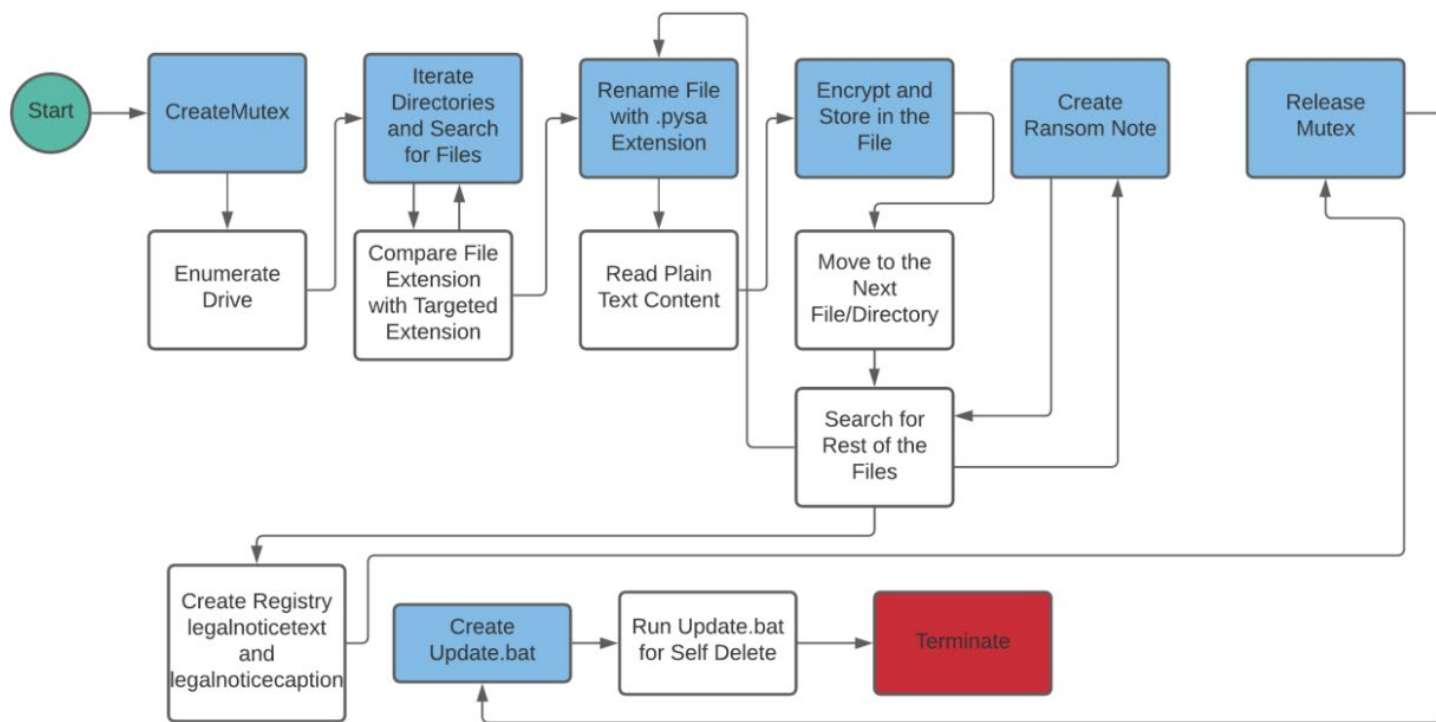 Start
CreateMutex
Iterate
Directories
and Search
for Files
Rename File
with .pysa
Extension
Encrypt and
Store in the
File
Create
Ransom Note
Release
Mutex
Enumerate
Drive
Compare File
Extension
with Targeted
Extension
Read Plain
Text Content
Move to the
Next
File/Directory
Search for
Rest of the
Files
Create Registry
legalnoticetext
and
legalnoticecaption
Create
Update.bat
Run Update.bat
for Self Delete
Terminate